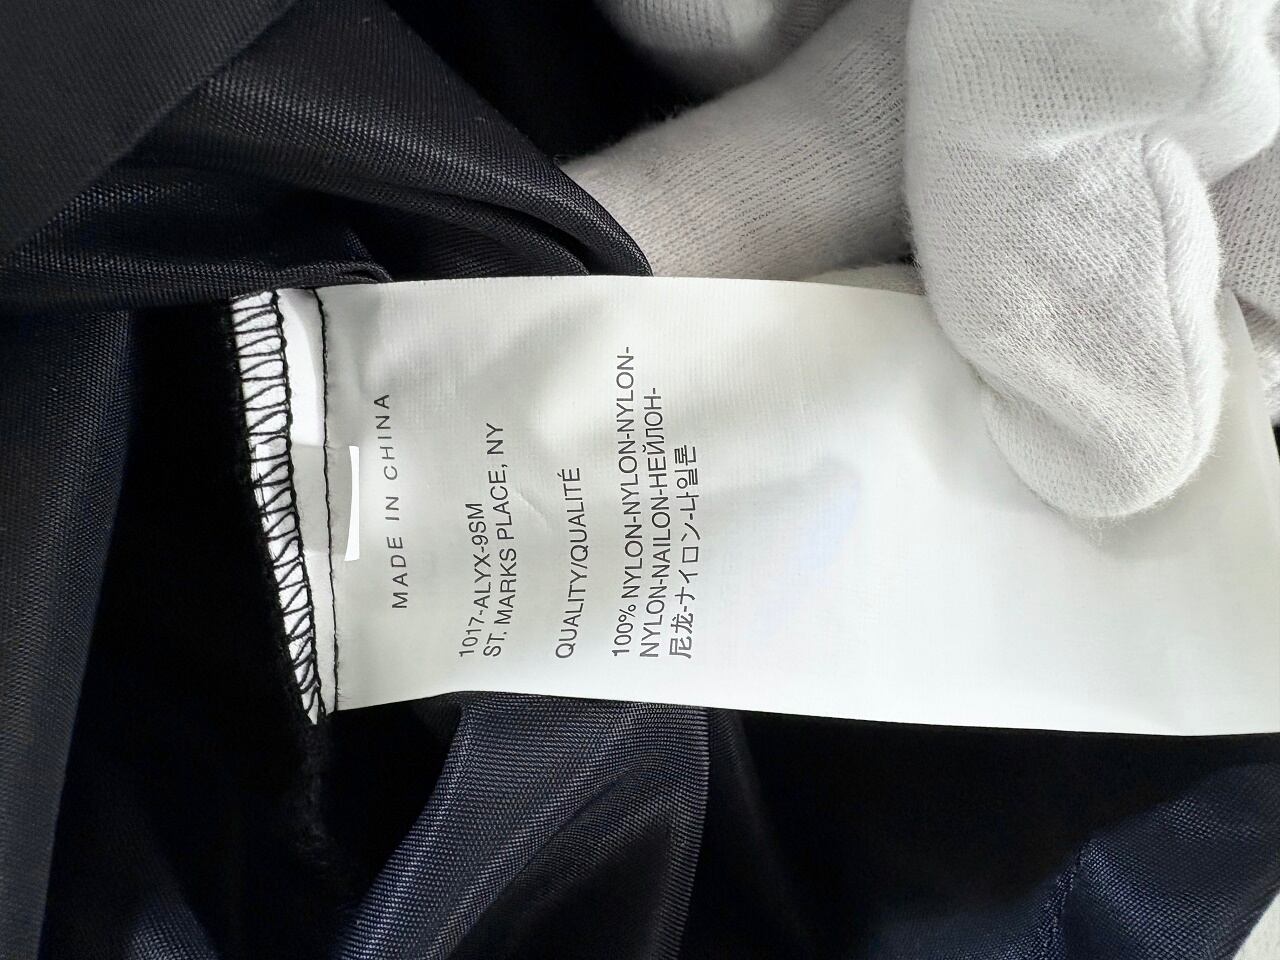 MADE IN CHINA
1017-ALYX-9SM
ST. MARKS PLACE, NY
QUALITY/QUALITÉ
100% NYLON-NYLON-NYLON-
NYLON-NAILON-НЕЙЛОН-
尼龙-ナイロン-나일론